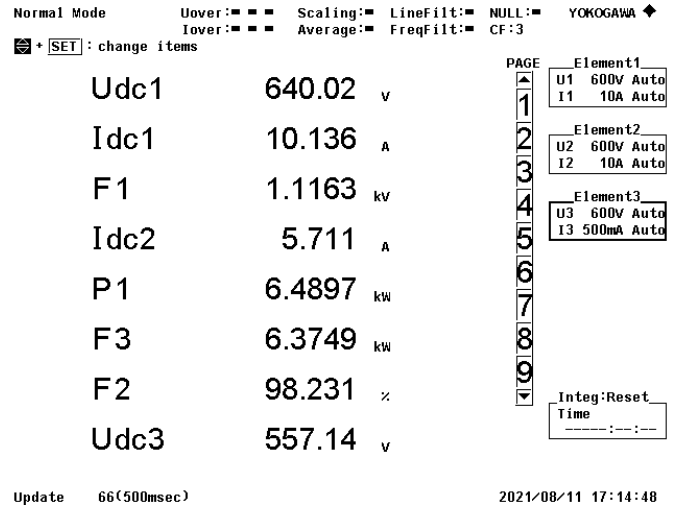 Normal Mode Uover: Scaling: LineFilt: NULL: YOKOGAWA
Iover: Average: FreqFilt: CF:3
+ SET : change items
PAGE
Udc1 640.02 V
Idc1 10.136 A
F1 1.1163 kV
Idc2 5.711 A
P1 6.4897 kW
F3 6.3749 kW
F2 98.231 %
Udc3 557.14 V
1
2
3
4
5
6
7
8
9
Element1
U1 600V Auto
I1 10A Auto
Element2
U2 600V Auto
I2 10A Auto
Element3
U3 600V Auto
I3 500mA Auto
Integ:Reset
Time
-----:--:--
Update 66(500msec) 2021/08/11 17:14:48